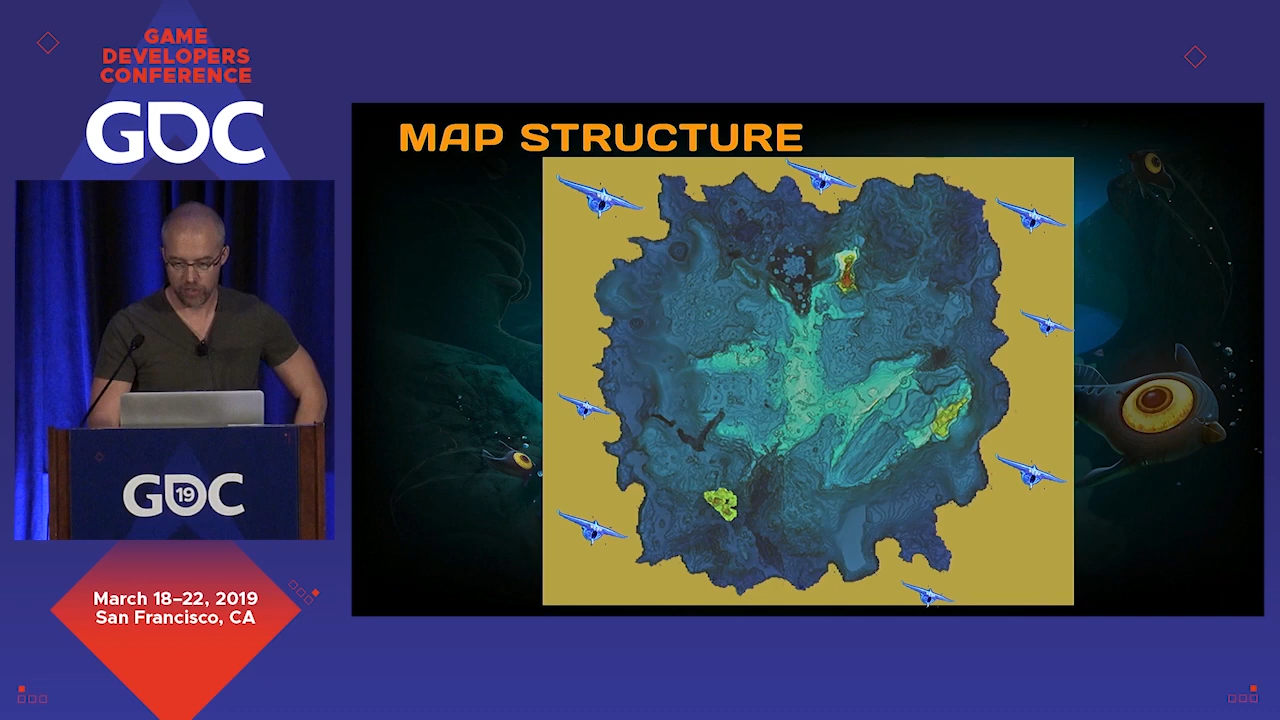 GAME
DEVELOPERS
CONFERENCE
GDC
MAP STRUCTURE
GDC
19
March 18–22, 2019
San Francisco, CA